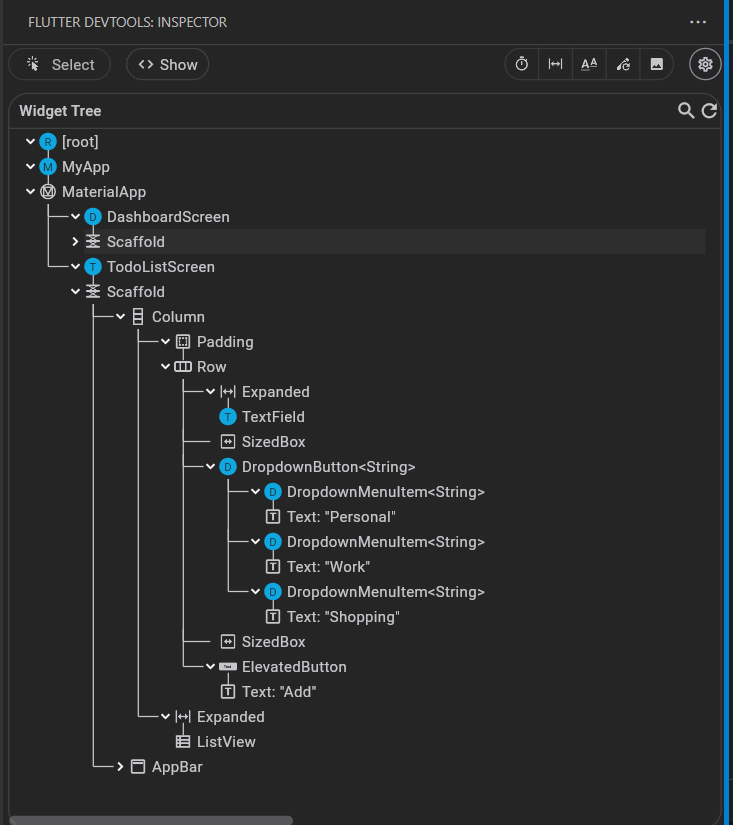 FLUTTER DEVTOOLS: INSPECTOR
Select
<> Show
AA
Widget Tree
R [root]
M MyApp
MaterialApp
D DashboardScreen
Scaffold
T TodoListScreen
Scaffold
Column
Padding
Row
Expanded
T TextField
SizedBox
D DropdownButton<String>
D DropdownMenuItem<String>
T Text: "Personal"
D DropdownMenuItem<String>
T Text: "Work"
D DropdownMenuItem<String>
T Text: "Shopping"
SizedBox
ElevatedButton
T Text: "Add"
Expanded
ListView
AppBar